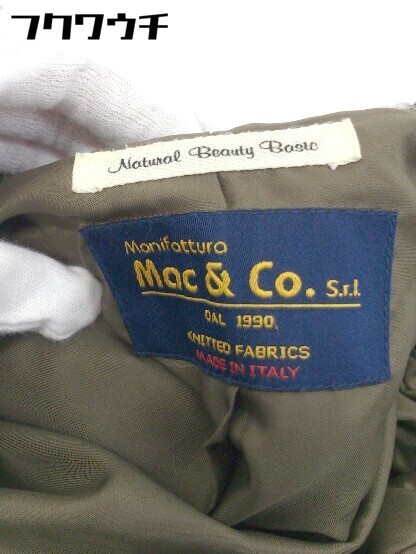 フクワウチ
Natural Beauty Basic
Manifattura
Mac & Co. S.r.l
DAL 1990
KNITTED FABRICS
MADE IN ITALY